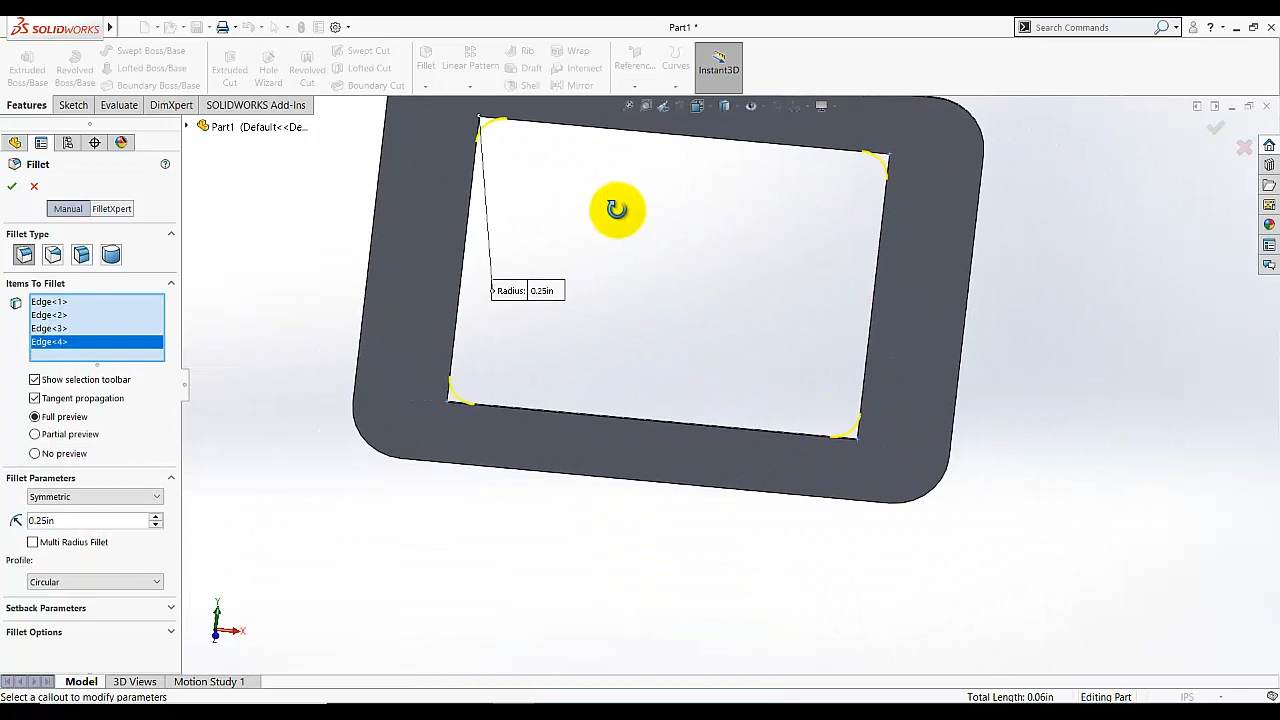 SOLIDWORKS
Part1 *
Search Commands
?
Extruded Boss/Base
Revolved Boss/Base
Swept Boss/Base
Lofted Boss/Base
Boundary Boss/Base
Extruded Cut
Hole Wizard
Revolved Cut
Swept Cut
Lofted Cut
Boundary Cut
Fillet
Linear Pattern
Rib
Draft
Shell
Wrap
Intersect
Mirror
Referenc...
Curves
Instant3D
Features
Sketch
Evaluate
DimXpert
SOLIDWORKS Add-Ins
Part1 (Default<<De...
Fillet
Manual
FilletXpert
Fillet Type
Items To Fillet
Edge<1>
Edge<2>
Edge<3>
Edge<4>
Show selection toolbar
Tangent propagation
Full preview
Partial preview
No preview
Fillet Parameters
Symmetric
0.25in
Multi Radius Fillet
Profile:
Circular
Setback Parameters
Fillet Options
Radius: 0.25in
Y
X
Z
Model
3D Views
Motion Study 1
Select a callout to modify parameters
Total Length: 0.06in
Editing Part
IPS